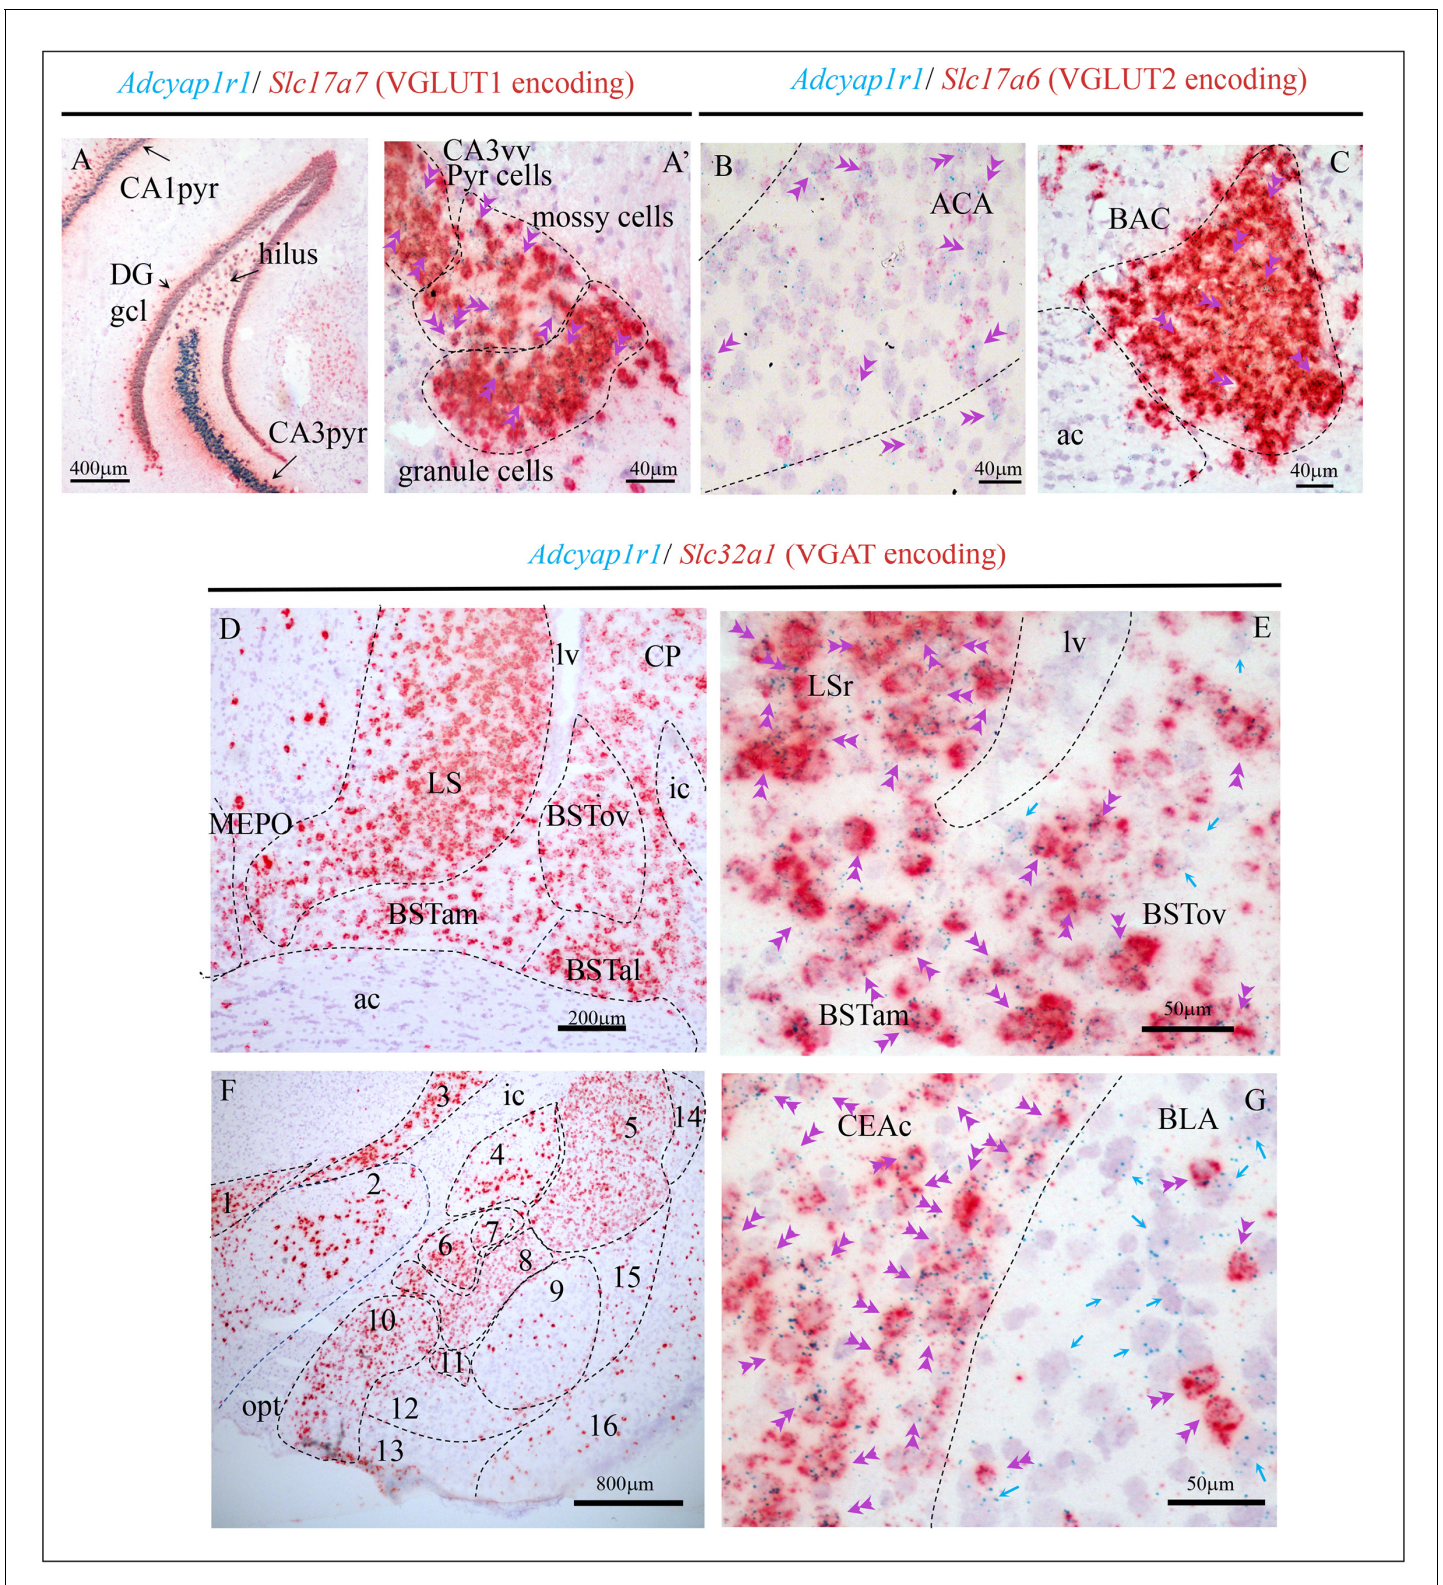 Adcyap1r1/ Slc17a7 (VGLUT1 encoding)
Adcyap1r1/ Slc17a6 (VGLUT2 encoding)
A
CA1pyr
DG
gcl
hilus
CA3pyr
400µm
A'
CA3vv
Pyr cells
mossy cells
granule cells
40µm
B
ACA
40µm
C
BAC
ac
40µm
Adcyap1r1/ Slc32a1 (VGAT encoding)
D
lv
CP
LS
ic
BSTov
MEPO
BSTam
BSTal
ac
200µm
E
lv
LSr
BSTov
BSTam
50µm
F
3
ic
5
14
4
2
1
7
6
8
15
9
10
11
opt
12
16
13
800µm
G
CEAc
BLA
50µm